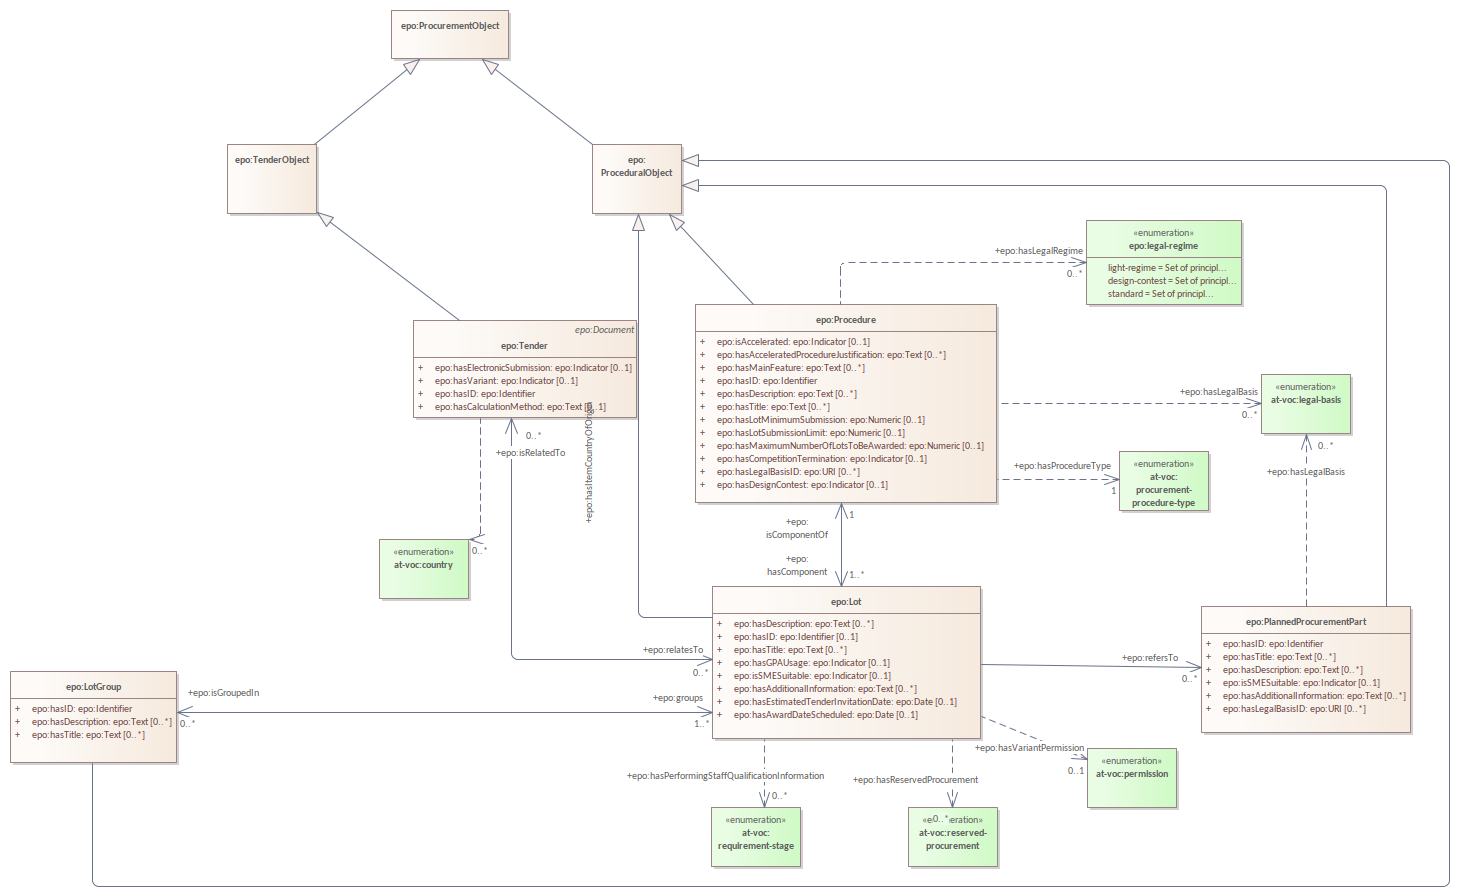 epo:ProcurementObject
epo:TenderObject
epo:
ProceduralObject
«enumeration»
epo:legal-regime
light-regime = Set of principl...
design-contest = Set of principl...
standard = Set of principl...
+epo:hasLegalRegime
0..*
epo:Document
epo:Tender
+ epo:hasElectronicSubmission: epo:Indicator [0..1]
+ epo:hasVariant: epo:Indicator [0..1]
+ epo:hasID: epo:Identifier
+ epo:hasCalculationMethod: epo:Text [0..1]
epo:Procedure
+ epo:isAccelerated: epo:Indicator [0..1]
+ epo:hasAcceleratedProcedureJustification: epo:Text [0..*]
+ epo:hasMainFeature: epo:Text [0..*]
+ epo:hasID: epo:Identifier
+ epo:hasDescription: epo:Text [0..*]
+ epo:hasTitle: epo:Text [0..*]
+ epo:hasLotMinimumSubmission: epo:Numeric [0..1]
+ epo:hasLotSubmissionLimit: epo:Numeric [0..1]
+ epo:hasMaximumNumberOfLotsToBeAwarded: epo:Numeric [0..1]
+ epo:hasCompetitionTermination: epo:Indicator [0..1]
+ epo:hasLegalBasisID: epo:URI [0..*]
+ epo:hasDesignContest: epo:Indicator [0..1]
+epo:hasLegalBasis
0..*
«enumeration»
at-voc:legal-basis
+epo:hasProcedureType
1
«enumeration»
at-voc:
procurement-
procedure-type
0..*
+epo:hasLegalBasis
0..*
+epo:isRelatedTo
+epo:hasItemCountryOfOrigin
0..*
«enumeration»
at-voc:country
1
+epo:
isComponentOf
+epo:
hasComponent
1..*
epo:Lot
+ epo:hasDescription: epo:Text [0..*]
+ epo:hasID: epo:Identifier [0..1]
+ epo:hasTitle: epo:Text [0..*]
+ epo:hasGPAUsage: epo:Indicator [0..1]
+ epo:isSMESuitable: epo:Indicator [0..1]
+ epo:hasAdditionalInformation: epo:Text [0..*]
+ epo:hasEstimatedTenderInvitationDate: epo:Date [0..1]
+ epo:hasAwardDateScheduled: epo:Date [0..1]
epo:PlannedProcurementPart
+ epo:hasID: epo:Identifier
+ epo:hasTitle: epo:Text [0..*]
+ epo:hasDescription: epo:Text [0..*]
+ epo:isSMESuitable: epo:Indicator [0..1]
+ epo:hasAdditionalInformation: epo:Text [0..*]
+ epo:hasLegalBasisID: epo:URI [0..*]
+epo:relatesTo
0..*
+epo:refersTo
0..*
epo:LotGroup
+ epo:hasID: epo:Identifier
+ epo:hasDescription: epo:Text [0..*]
+ epo:hasTitle: epo:Text [0..*]
+epo:isGroupedIn
0..*
+epo:groups
1..*
+epo:hasVariantPermission
0..1
«enumeration»
at-voc:permission
+epo:hasPerformingStaffQualificationInformation
0..*
«enumeration»
at-voc:
requirement-stage
+epo:hasReservedProcurement
0..*
at-voc:reserved-
procurement